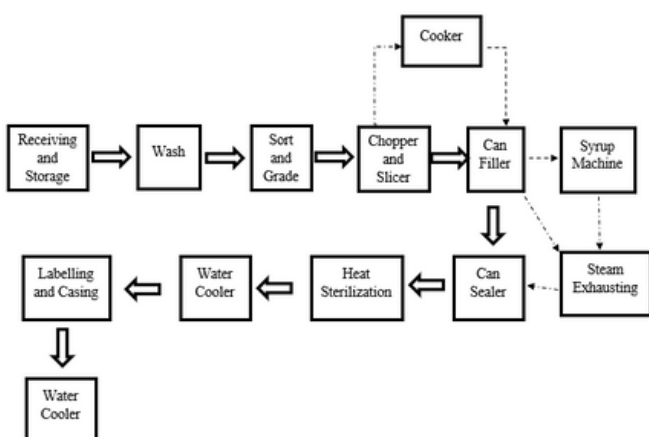 Cooker
Receiving
and
Storage
Wash
Sort
and
Grade
Chopper
and
Slicer
Can
Filler
Syrup
Machine
Labelling
and Casing
Water
Cooler
Heat
Sterilization
Can
Sealer
Steam
Exhausting
Water
Cooler